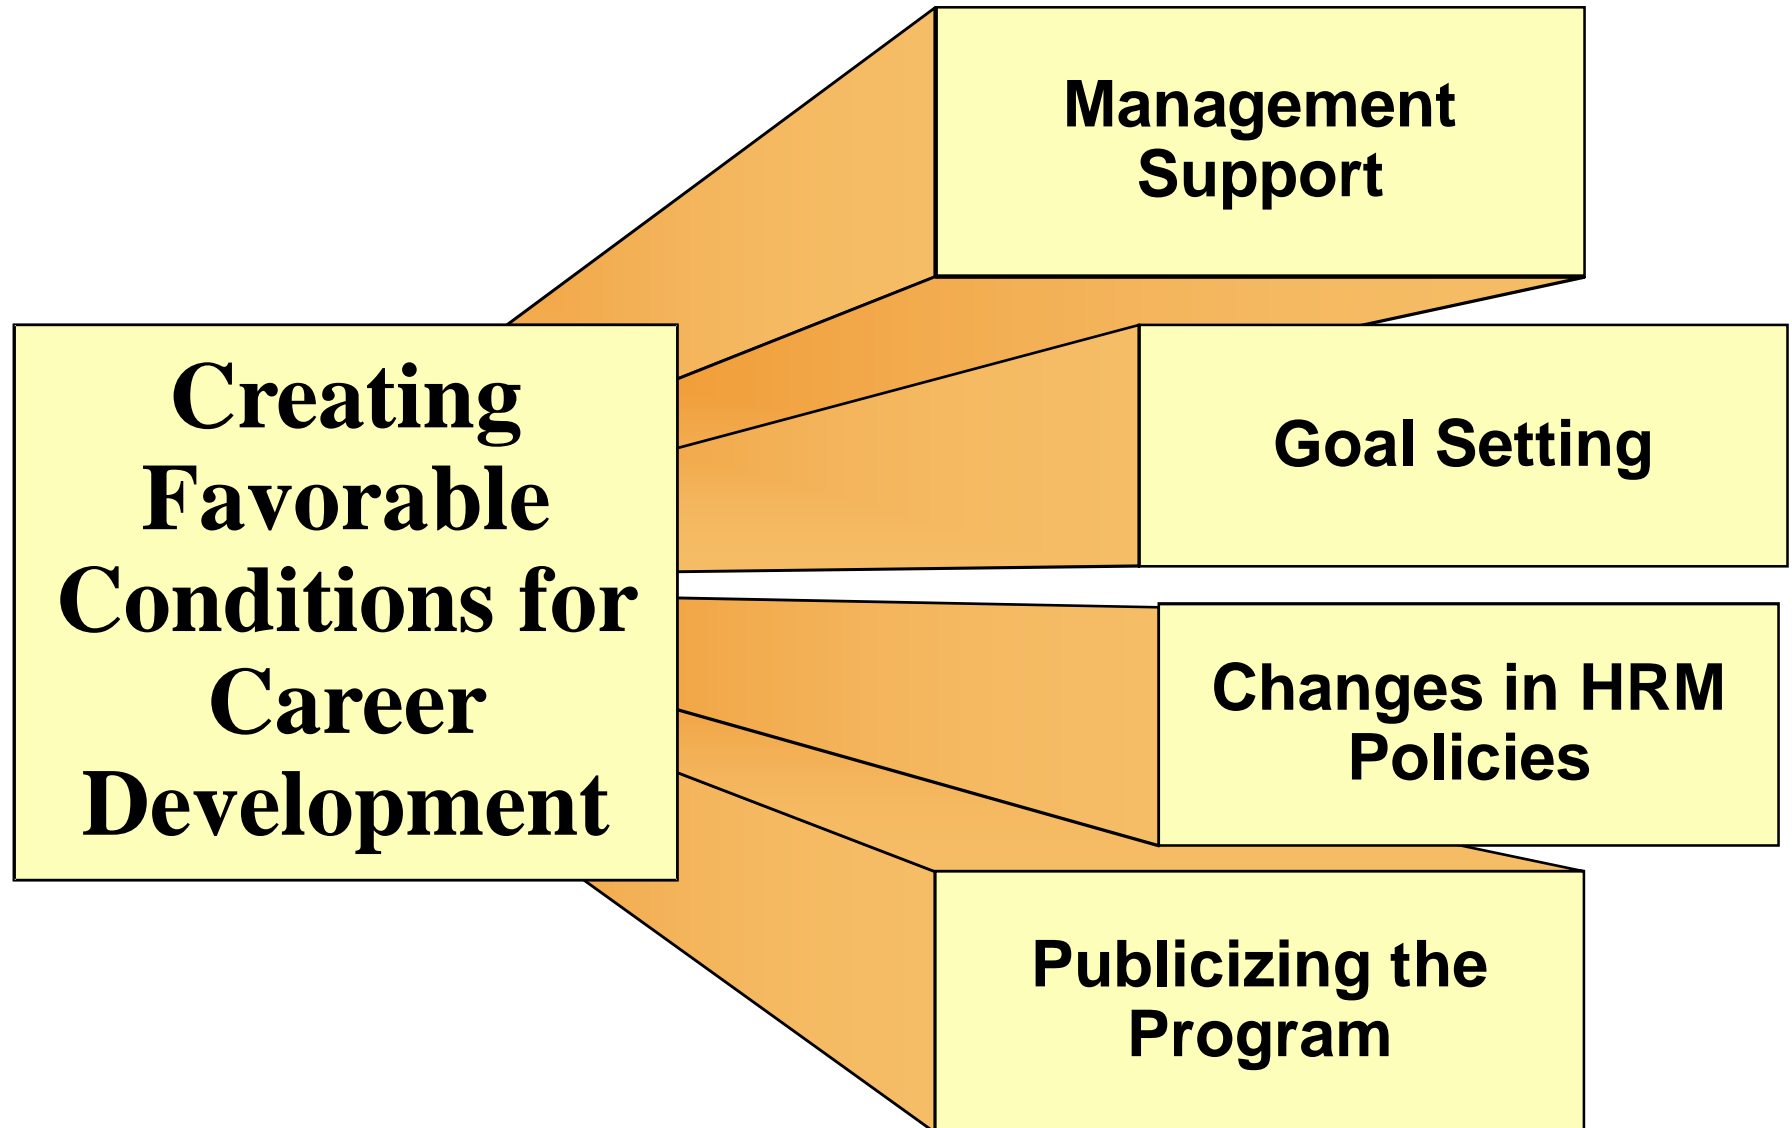 Creating
Favorable
Conditions for
Career
Development
Management
Support
Goal Setting
Changes in HRM
Policies
Publicizing the
Program